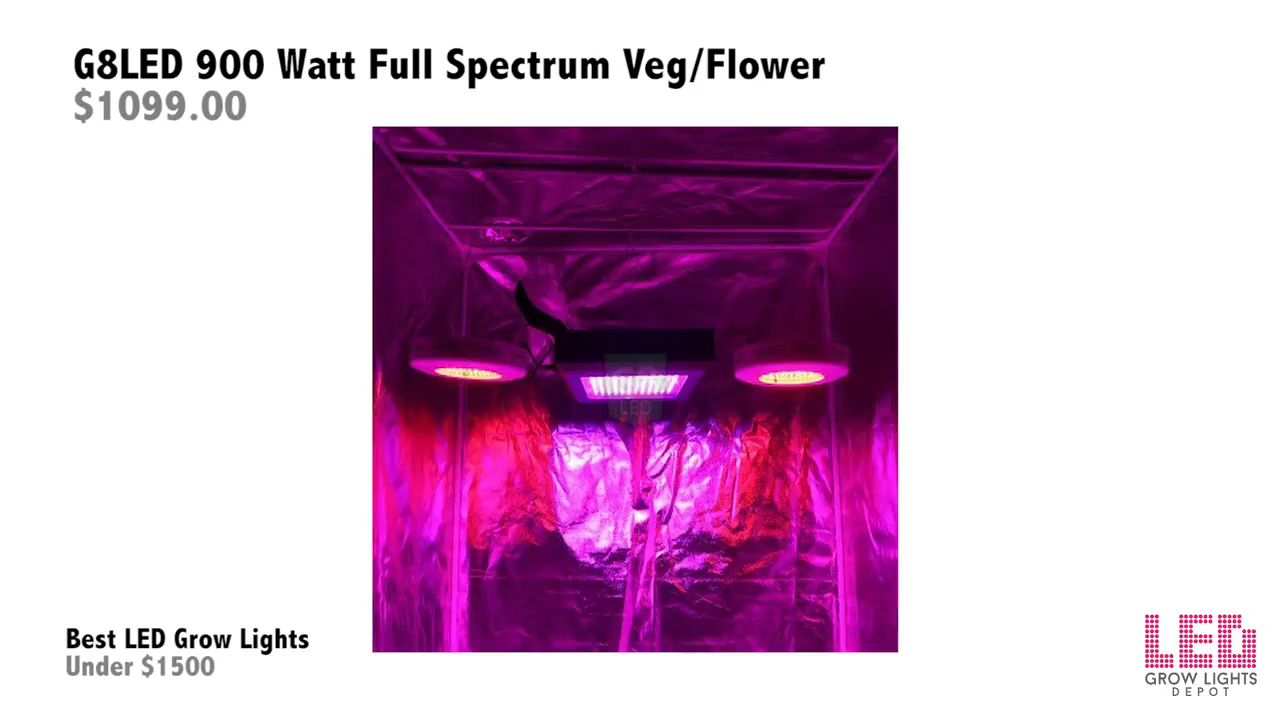 G8LED 900 Watt Full Spectrum Veg/Flower
$1099.00
LED
Best LED Grow Lights
Under $1500
LED
GROW LIGHTS
DEPOT